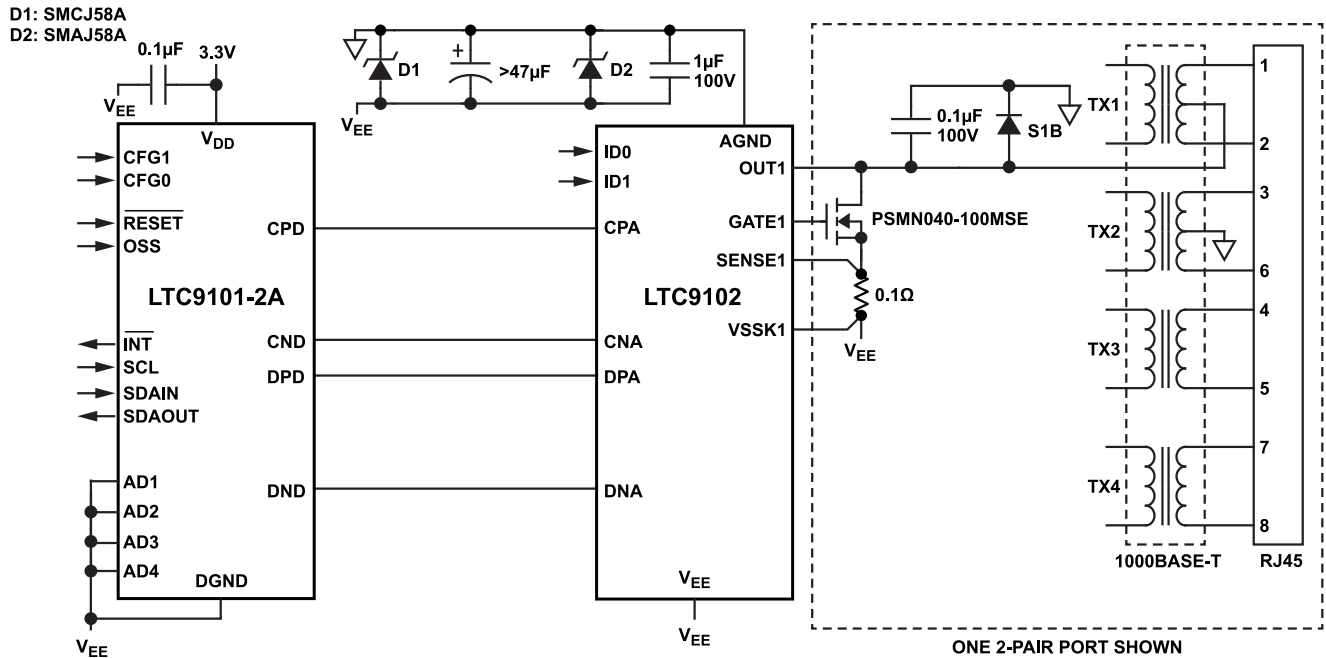 D1: SMCJ58A
D2: SMAJ58A
0.1µF
3.3V
VEE
VDD
CFG1
CFG0
RESET
OSS
LTC9101-2A
INT
SCL
SDAIN
SDAOUT
AD1
AD2
AD3
AD4
DGND
VEE
CPD
CND
DPD
DND
D1
+
>47µF
D2
1µF
100V
VEE
ID0
ID1
CPA
CNA
DPA
DNA
LTC9102
AGND
OUT1
GATE1
SENSE1
VSSK1
VEE
VEE
0.1µF
100V
S1B
PSMN040-100MSE
0.1Ω
VEE
TX1
TX2
TX3
TX4
1
2
3
6
4
5
7
8
1000BASE-T
RJ45
ONE 2-PAIR PORT SHOWN